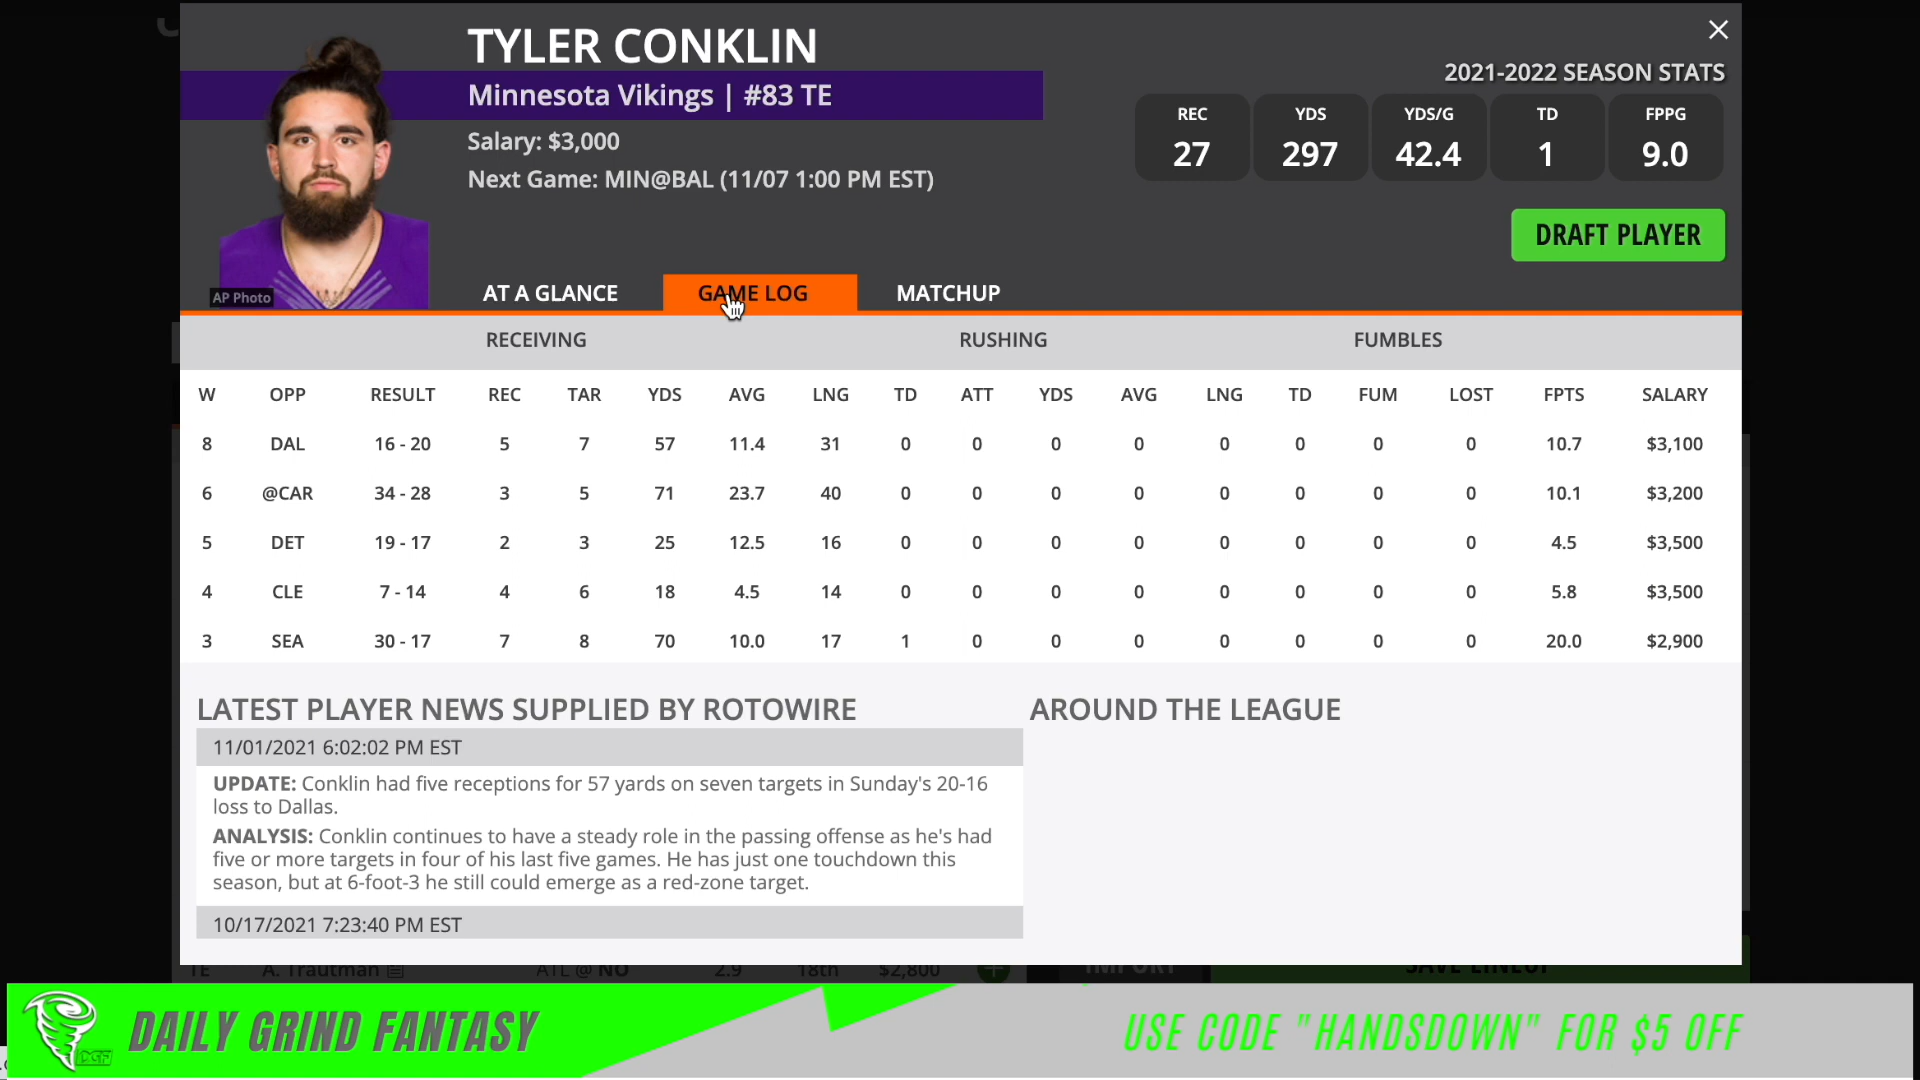 TYLER CONKLIN
Minnesota Vikings | #83 TE
Salary: $3,000
Next Game: MIN@BAL (11/07 1:00 PM EST)
2021-2022 SEASON STATS
REC YDS YDS/G TD FPPG
27 297 42.4 1 9.0
DRAFT PLAYER
AP Photo
AT A GLANCE GAME LOG MATCHUP
RECEIVING RUSHING FUMBLES
W OPP RESULT REC TAR YDS AVG LNG TD ATT YDS AVG LNG TD FUM LOST FPTS SALARY
8 DAL 16 - 20 5 7 57 11.4 31 0 0 0 0 0 0 0 0 10.7 $3,100
6 @CAR 34 - 28 3 5 71 23.7 40 0 0 0 0 0 0 0 0 10.1 $3,200
5 DET 19 - 17 2 3 25 12.5 16 0 0 0 0 0 0 0 0 4.5 $3,500
4 CLE 7 - 14 4 6 18 4.5 14 0 0 0 0 0 0 0 0 5.8 $3,500
3 SEA 30 - 17 7 8 70 10.0 17 1 0 0 0 0 0 0 0 20.0 $2,900
LATEST PLAYER NEWS SUPPLIED BY ROTOWIRE
AROUND THE LEAGUE
11/01/2021 6:02:02 PM EST
UPDATE: Conklin had five receptions for 57 yards on seven targets in Sunday's 20-16
loss to Dallas.
ANALYSIS: Conklin continues to have a steady role in the passing offense as he's had
five or more targets in four of his last five games. He has just one touchdown this
season, but at 6-foot-3 he still could emerge as a red-zone target.
10/17/2021 7:23:40 PM EST
TE A. Trautman ATL @ NO 2.9 18th $2,800 IMPORT SAVE LINEUP
DGF
DAILY GRIND FANTASY
USE CODE "HANDSDOWN" FOR $5 OFF